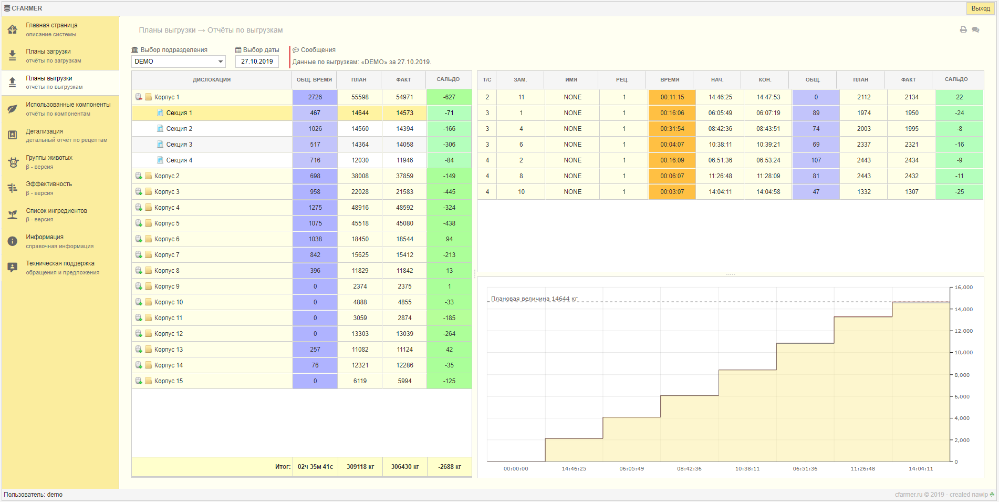 CFARMER
Выход
Главная страница
описание системы
Планы загрузки
отчёты по загрузкам
Планы выгрузки
отчёты по выгрузкам
Использованные компоненты
отчёты по компонентам
Детализация
детальный отчёт по рецептам
Группы животых
β - версия
Эффективность
β - версия
Список ингредиентов
β - версия
Информация
справочная информация
Техническая поддержка
обращения и предложения
Планы выгрузки → Отчёты по выгрузкам
Выбор подразделения
DEMO
Выбор даты
27.10.2019
Сообщения
Данные по выгрузкам: «DEMO» за 27.10.2019.
ДИСЛОКАЦИЯ ОБЩ. ВРЕМЯ ПЛАН ФАКТ САЛЬДО
Корпус 1 2726 55598 54971 -627
Секция 1 467 14644 14573 -71
Секция 2 1026 14560 14394 -166
Секция 3 517 14364 14058 -306
Секция 4 716 12030 11946 -84
Корпус 2 698 38008 37859 -149
Корпус 3 958 22028 21583 -445
Корпус 4 1275 48916 48592 -324
Корпус 5 1075 45518 45080 -438
Корпус 6 1038 18450 18544 94
Корпус 7 842 15625 15412 -213
Корпус 8 396 11829 11842 13
Корпус 9 0 2374 2375 1
Корпус 10 0 4888 4855 -33
Корпус 11 0 3059 2874 -185
Корпус 12 0 13303 13039 -264
Корпус 13 257 11082 11124 42
Корпус 14 76 12321 12286 -35
Корпус 15 0 6119 5994 -125
Итог: 02ч 35м 41с 309118 кг 306430 кг -2688 кг
Т/С ЗАМ. ИМЯ РЕЦ. ВРЕМЯ НАЧ. КОН. ОБЩ. ПЛАН ФАКТ САЛЬДО
2 11 NONE 1 00:11:15 14:46:25 14:47:53 0 2112 2134 22
3 1 NONE 1 00:16:06 06:05:49 06:07:19 89 1974 1950 -24
3 4 NONE 1 00:31:54 08:42:36 08:43:51 74 2003 1995 -8
3 6 NONE 1 00:04:07 10:38:11 10:39:21 69 2337 2321 -16
4 2 NONE 1 00:16:09 06:51:36 06:53:24 107 2443 2434 -9
4 8 NONE 1 00:06:07 11:26:48 11:28:09 81 2443 2432 -11
4 10 NONE 1 00:03:07 14:04:11 14:04:58 47 1332 1307 -25
Плановая величина 14644 кг
16,000
14,000
12,000
10,000
8,000
6,000
4,000
2,000
0
00:00:00 14:46:25 06:05:49 08:42:36 10:38:11 06:51:36 11:26:48 14:04:11
Пользователь: demo
cfarmer.ru © 2019 - created nawip